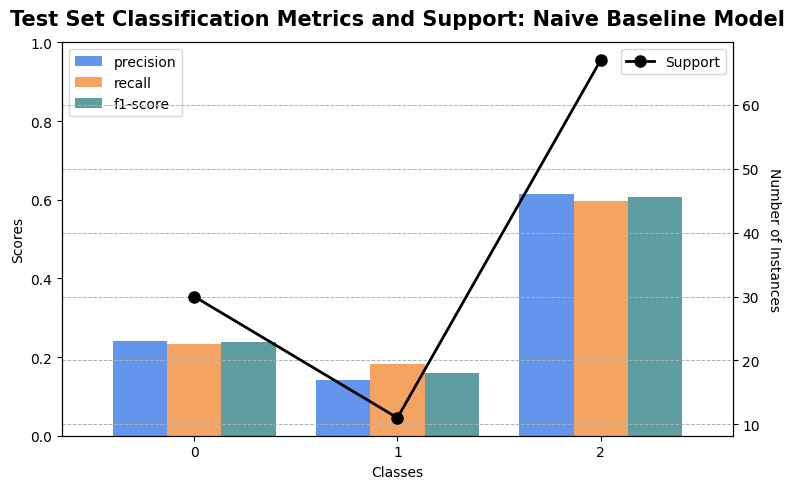 Test Set Classification Metrics and Support: Naive Baseline Model
precision
recall
f1-score
Support
1.0
0.8
0.6
0.4
0.2
0.0
Scores
60
50
40
30
20
10
Number of Instances
0
1
2
Classes